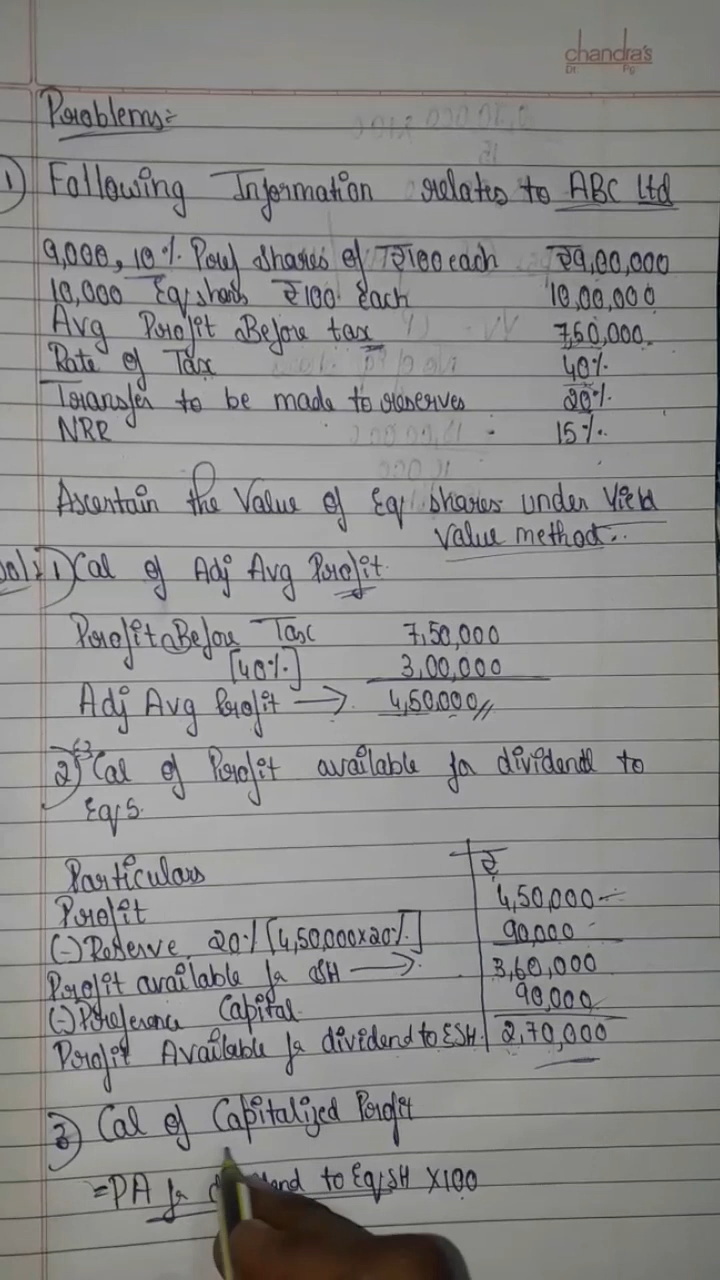 chandra's
Dt Pg
Problems:-
1) Following Information relates to ABC Ltd
9,000, 10% Pref shares of ₹100 each ₹9,00,000
10,000 Eq shares ₹100 each 10,00,000
Avg Profit Before tax 7,50,000
Rate of Tax 40%
Transfer to be made to reserves 20%
NRR 15%
Ascertain the Value of Eq shares under Yield
Value method..
Sol:- 1) Cal of Adj Avg Profit
Profit Before Tax 7,50,000
[40%] 3,00,000
Adj Avg Profit → 4,50,000//
2) Cal of Profit available for dividend to
Eq S.
Particulars ₹
Profit 4,50,000
(-) Reserve 20% [4,50,000x20%] 90,000
Profit available for SH → 3,60,000
(-) Preference Capital 90,000
Profit Available for dividend to ESH 2,70,000
3) Cal of Capitalized Profit
=PA for to Eq SH x100